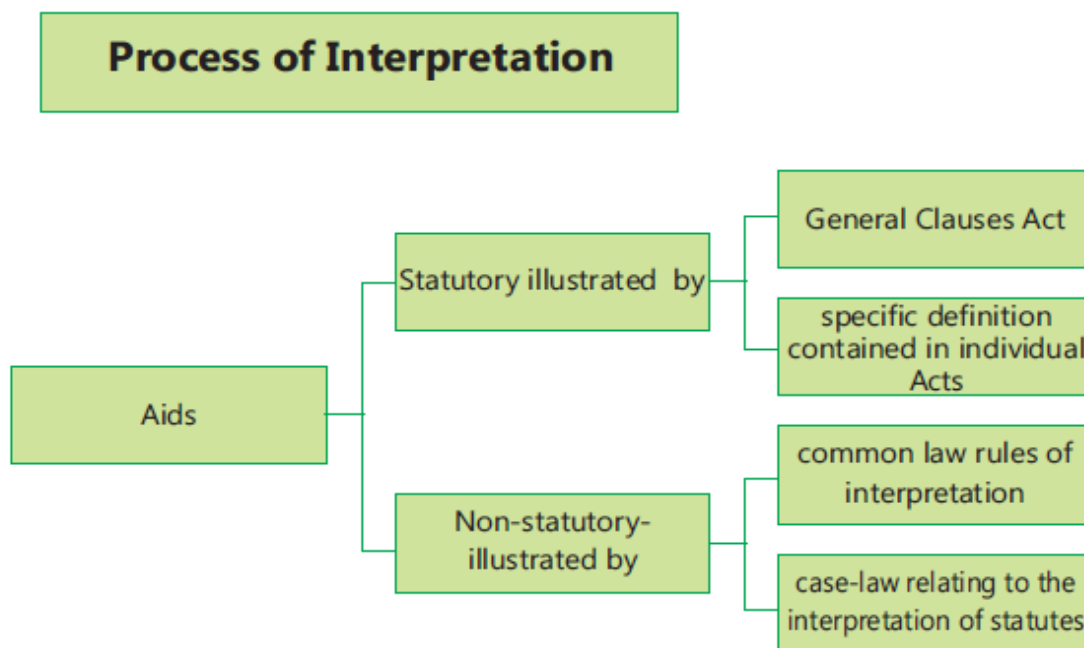 Process of Interpretation
General Clauses Act
Statutory illustrated by
specific definition
contained in individual
Acts
Aids
common law rules of
interpretation
Non-statutory-
illustrated by
case-law relating to the
interpretation of statutes